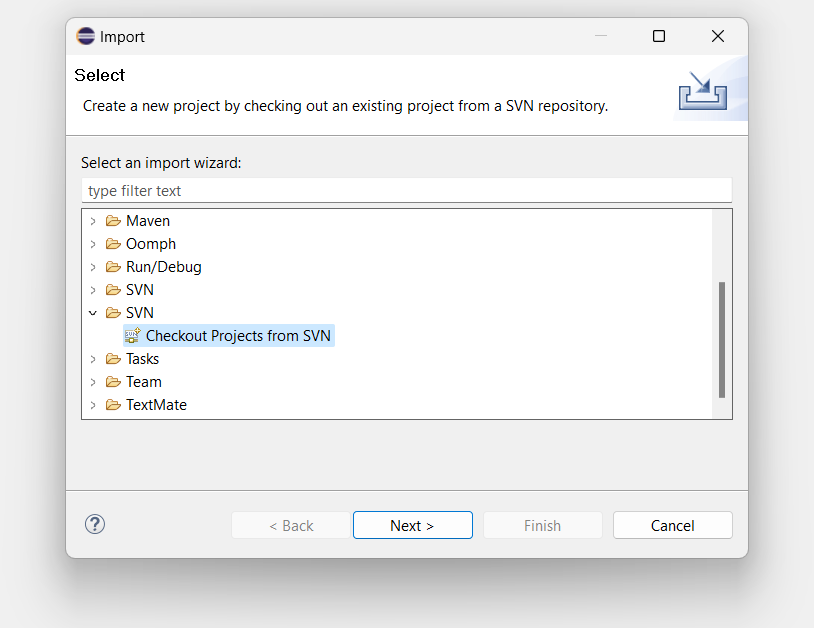 Import
Select
Create a new project by checking out an existing project from a SVN repository.
Select an import wizard:
type filter text
Maven
Oomph
Run/Debug
SVN
SVN
Checkout Projects from SVN
Tasks
Team
TextMate
? < Back Next > Finish Cancel